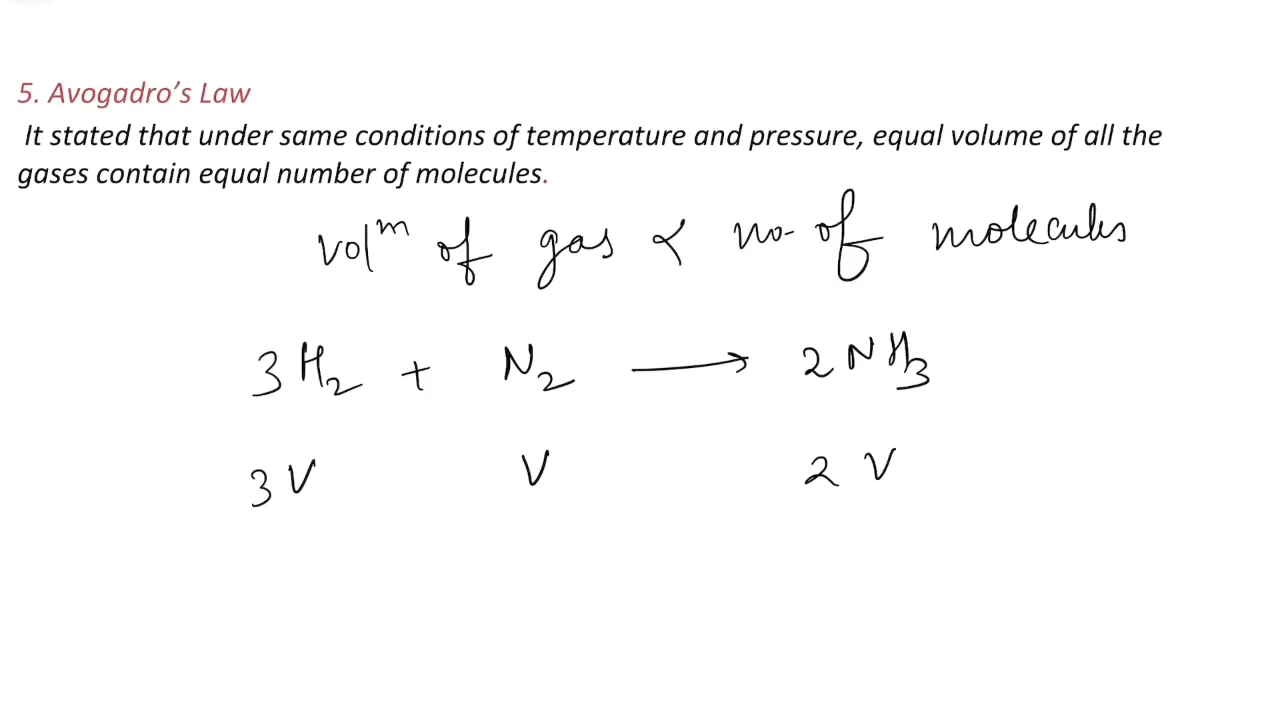 5. Avogadro's Law
It stated that under same conditions of temperature and pressure, equal volume of all the
gases contain equal number of molecules.
volᵐ of gas ∝ no. of molecules
3H₂ + N₂ ⟶ 2NH₃
3V V 2V